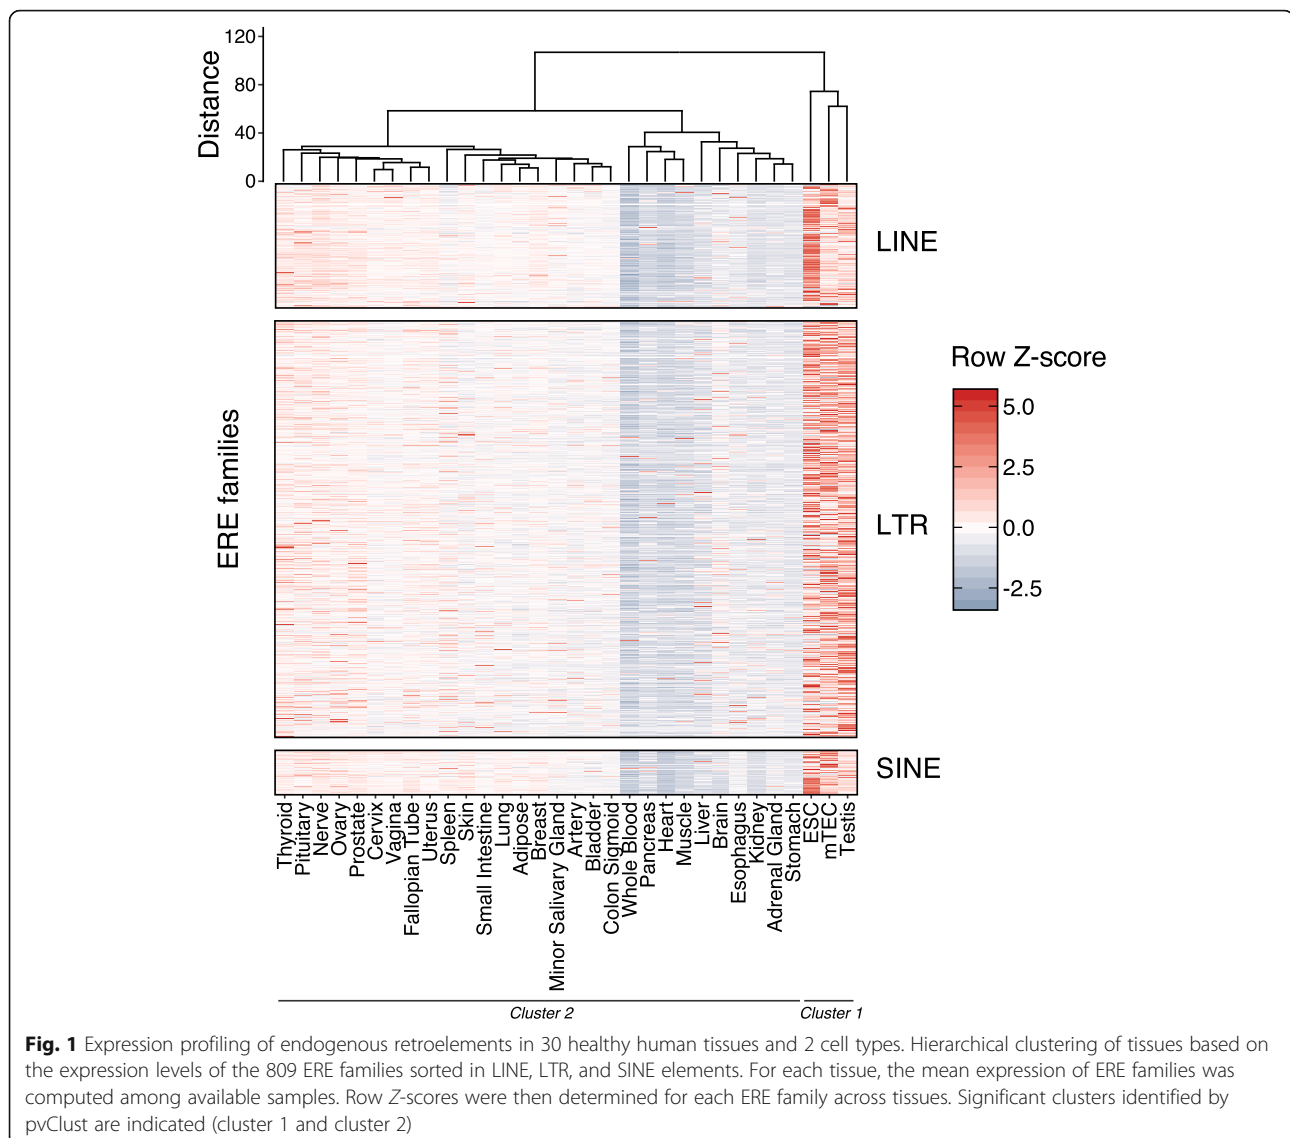 120
80
40
0
Distance
LINE
ERE families
LTR
SINE
Row Z-score
5.0
2.5
0.0
-2.5
Thyroid
Pituitary
Nerve
Ovary
Prostate
Cervix
Vagina
Fallopian Tube
Uterus
Spleen
Skin
Small Intestine
Lung
Adipose
Breast
Minor Salivary Gland
Artery
Bladder
Colon Sigmoid
Whole Blood
Pancreas
Heart
Muscle
Liver
Brain
Esophagus
Kidney
Adrenal Gland
Stomach
ESC
mTEC
Testis
Cluster 2
Cluster 1
Fig. 1 Expression profiling of endogenous retroelements in 30 healthy human tissues and 2 cell types. Hierarchical clustering of tissues based on
the expression levels of the 809 ERE families sorted in LINE, LTR, and SINE elements. For each tissue, the mean expression of ERE families was
computed among available samples. Row Z-scores were then determined for each ERE family across tissues. Significant clusters identified by
pvClust are indicated (cluster 1 and cluster 2)